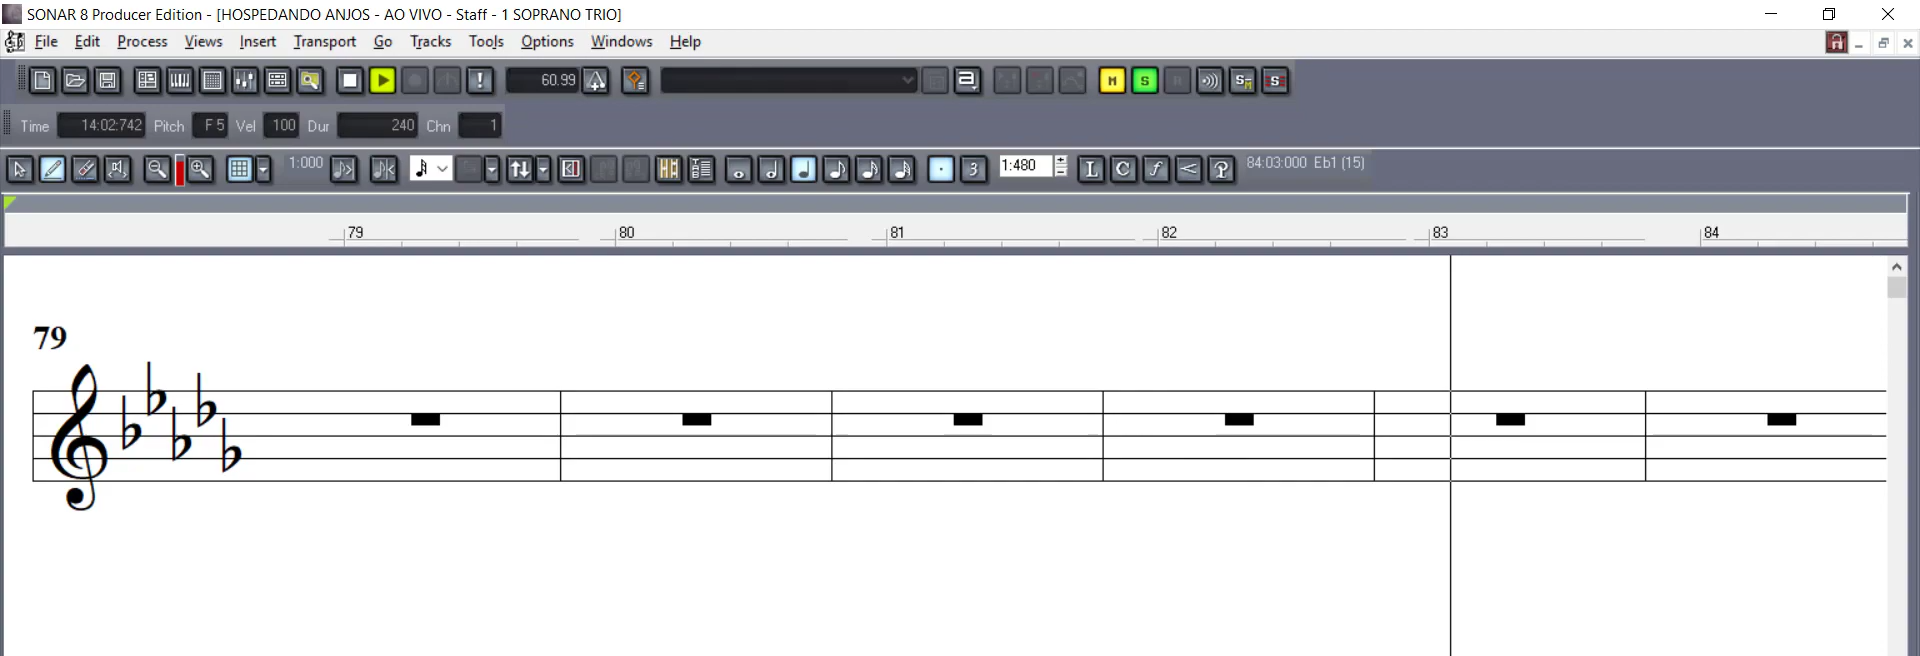 SONAR 8 Producer Edition - [HOSPEDANDO ANJOS - AO VIVO - Staff - 1 SOPRANO TRIO]
File Edit Process Views Insert Transport Go Tracks Tools Options Windows Help
60.99 a M S R S M S
Time 14:02:742 Pitch F 5 Vel 100 Dur 240 Chn 1
1:000 3 1:480 L C f 84:03:000 Eb1 (15)
79 80 81 82 83 84
79